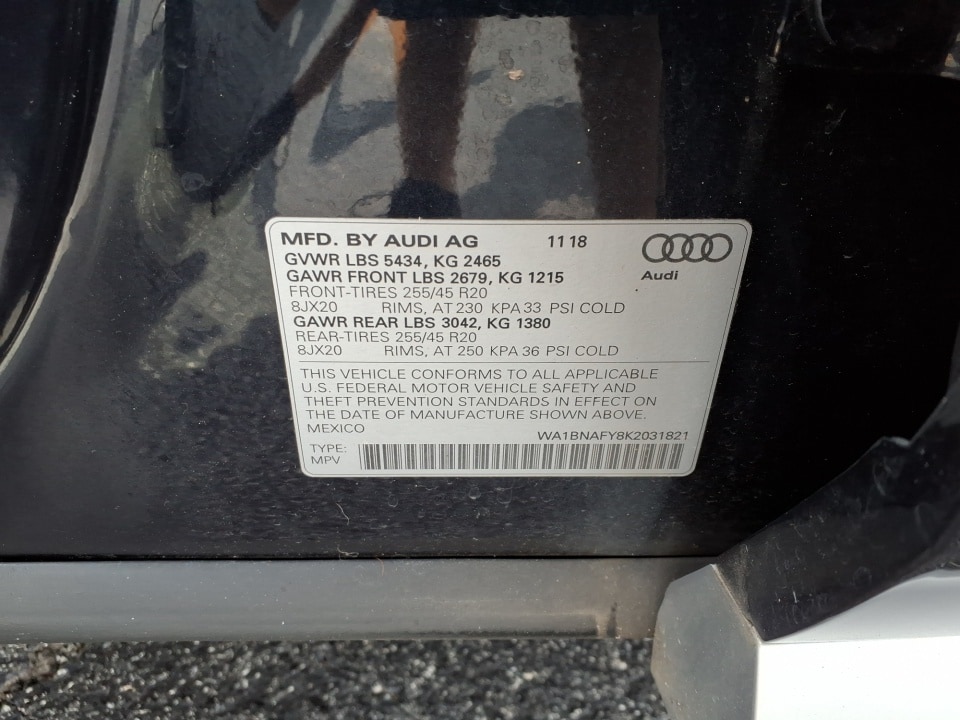 MFD. BY AUDI AG 11 18
GVWR LBS 5434, KG 2465
GAWR FRONT LBS 2679, KG 1215
Audi
FRONT-TIRES 255/45 R20
8JX20 RIMS, AT 230 KPA 33 PSI COLD
GAWR REAR LBS 3042, KG 1380
REAR-TIRES 255/45 R20
8JX20 RIMS, AT 250 KPA 36 PSI COLD
THIS VEHICLE CONFORMS TO ALL APPLICABLE
U.S. FEDERAL MOTOR VEHICLE SAFETY AND
THEFT PREVENTION STANDARDS IN EFFECT ON
THE DATE OF MANUFACTURE SHOWN ABOVE.
MEXICO WA1BNAFY8K2031821
TYPE:
MPV